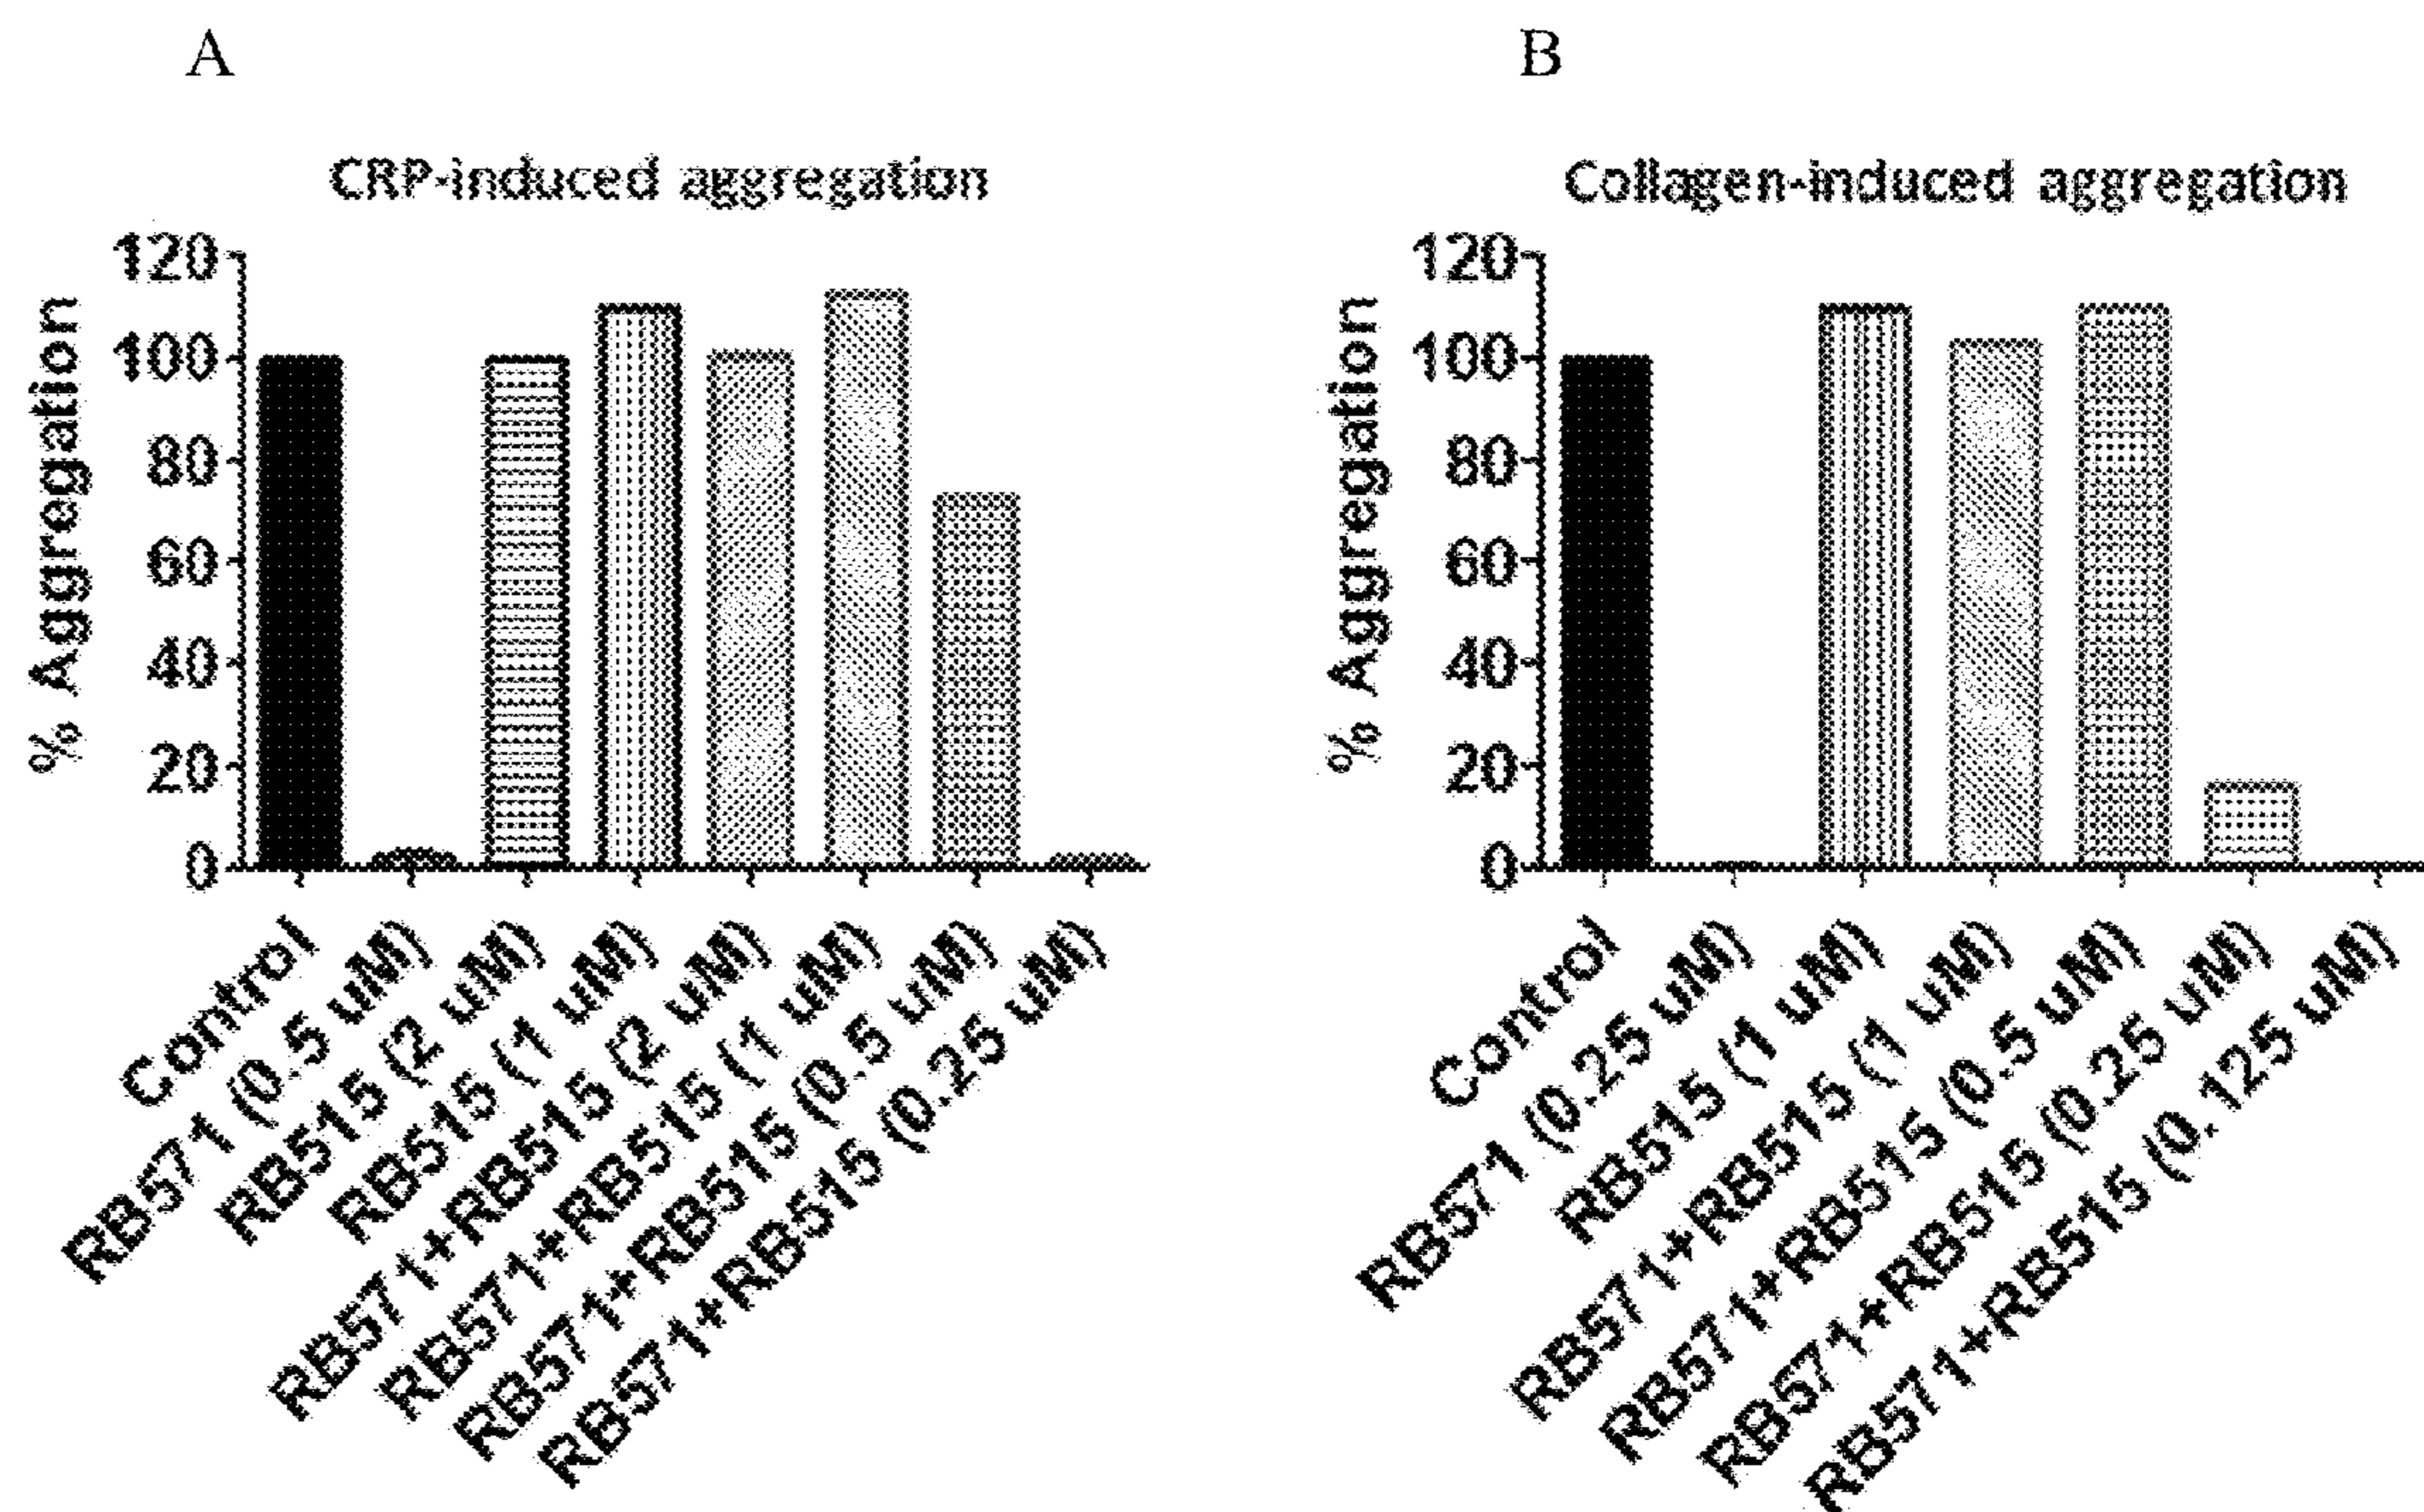 A
CRP-induced aggregation
% Aggregation
120
100
80
60
40
20
0
Control
RB571 (0.5 uM)
RB515 (2 uM)
RB515 (1 uM)
RB571+RB515 (2 uM)
RB571+RB515 (1 uM)
RB571+RB515 (0.5 uM)
RB571+RB515 (0.25 uM)
B
Collagen-induced aggregation
% Aggregation
120
100
80
60
40
20
0
Control
RB571 (0.25 uM)
RB515 (1 uM)
RB571+RB515 (1 uM)
RB571+RB515 (0.5 uM)
RB571+RB515 (0.25 uM)
RB571+RB515 (0.125 uM)